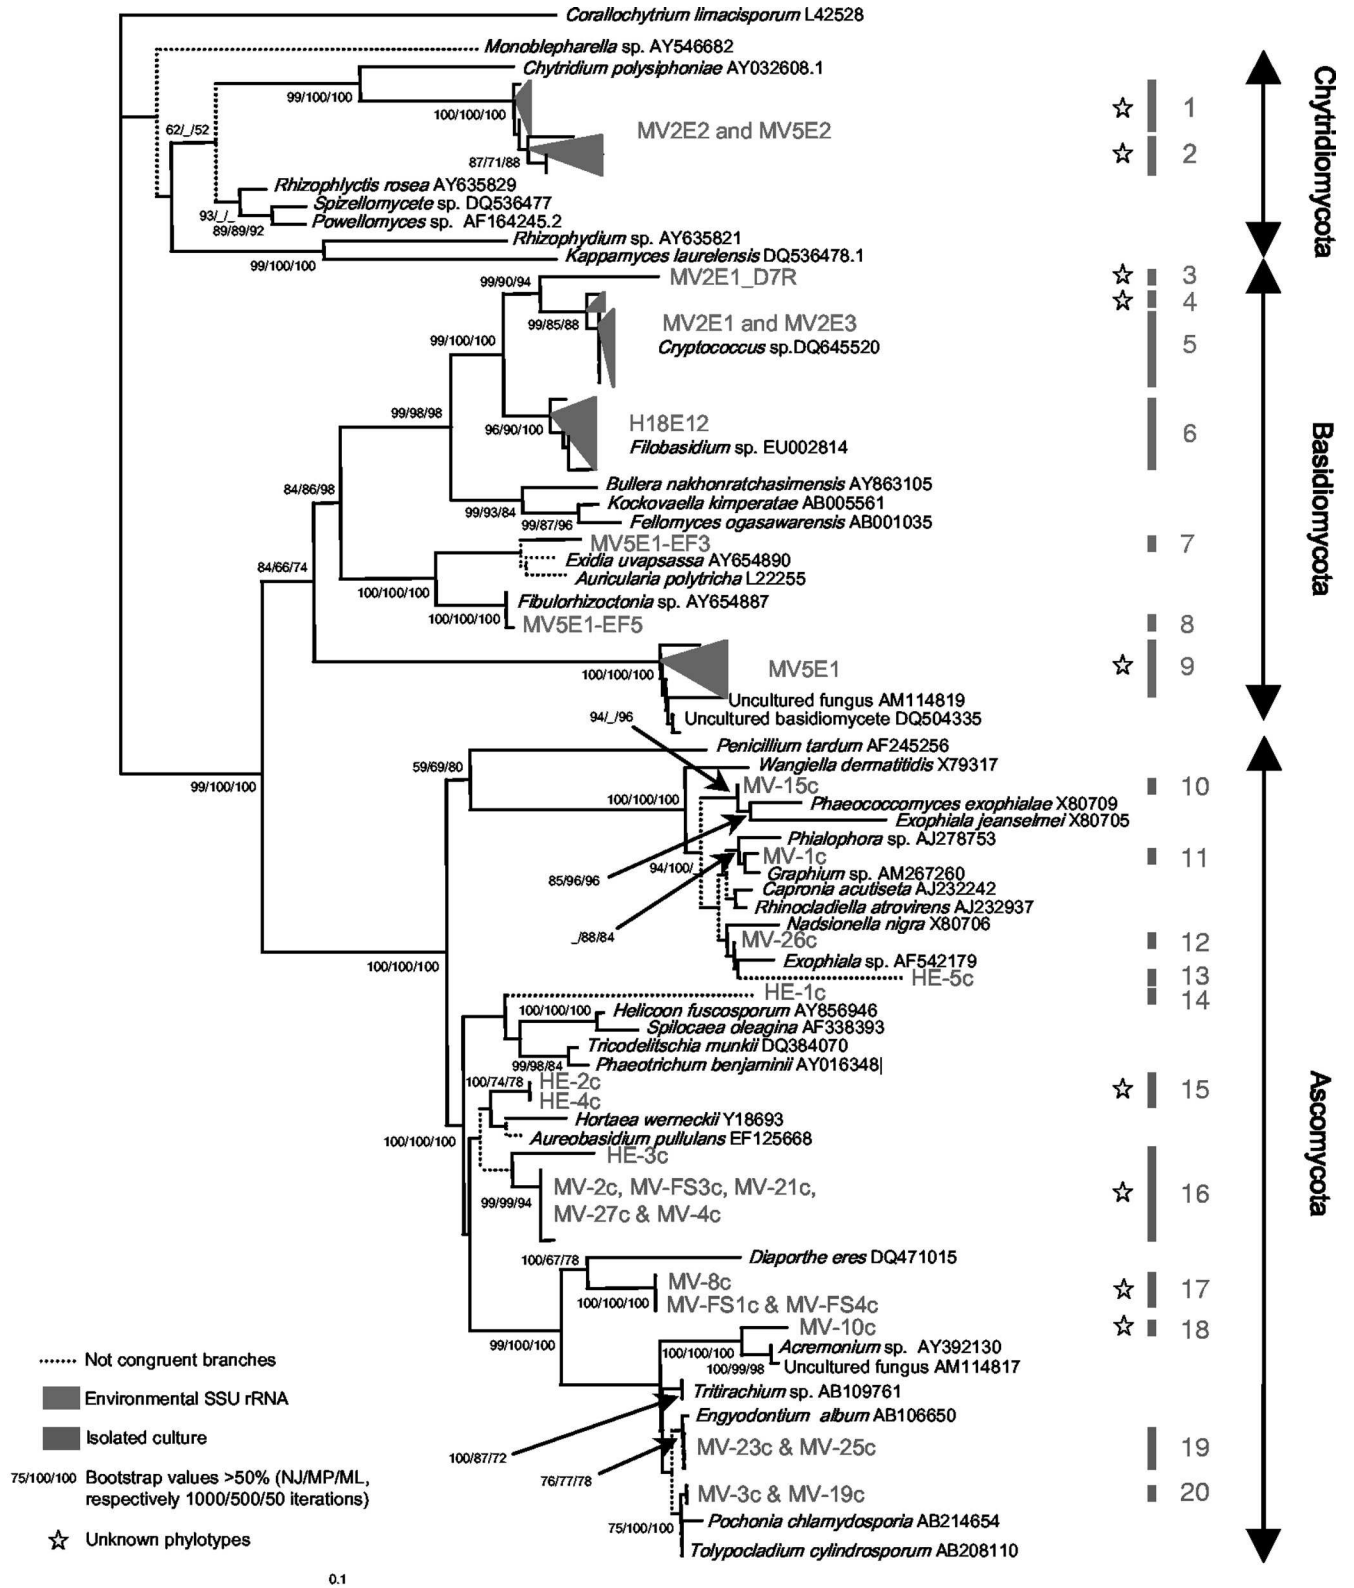 Corallochytrium limacisporum L42528
Monoblepharella sp. AY546682
Chytridium polysiphoniae AY032608.1
99/100/100
100/100/100
1
MV2E2 and MV5E2
62/_/52
2
87/71/88
Rhizophlyctis rosea AY635829
Spizellomycete sp. DQ536477
93/_/_
Powellomyces sp. AF164245.2
89/89/92
Rhizophydium sp. AY635821
Kappamyces laurelensis DQ536478.1
99/100/100
Chytridiomycota
99/90/94
MV2E1_D7R
3
4
99/85/88
MV2E1 and MV2E3
99/100/100
Cryptococcus sp.DQ645520
5
99/98/98
96/90/100
H18E12
6
Filobasidium sp. EU002814
84/86/98
Bullera nakhonratchasimensis AY863105
Kockovaella kimperatae AB005561
99/93/84
99/87/96
Fellomyces ogasawarensis AB001035
MV5E1-EF3
7
Exidia uvapsassa AY654890
84/66/74
Auricularia polytricha L22255
100/100/100
Fibulorhizoctonia sp. AY654887
100/100/100
MV5E1-EF5
8
100/100/100
MV5E1
9
Uncultured fungus AM114819
Uncultured basidiomycete DQ504335
Basidiomycota
94/_/96
Penicillium tardum AF245256
59/69/80
Wangiella dermatitidis X79317
99/100/100
MV-15c
10
100/100/100
Phaeococcomyces exophialae X80709
Exophiala jeanselmei X80705
Phialophora sp. AJ278753
MV-1c
11
94/100/_
Graphium sp. AM267260
85/96/96
Capronia acutiseta AJ232242
Rhinocladiella atrovirens AJ232937
Nadsionella nigra X80706
_/88/84
MV-26c
12
Exophiala sp. AF542179
100/100/100
HE-5c
13
HE-1c
14
100/100/100
Helicoon fuscosporum AY856946
Spilocaea oleagina AF338393
Tricodelitschia munkii DQ384070
99/98/84
Phaeotrichum benjaminii AY016348
100/74/78
HE-2c
15
HE-4c
Hortaea werneckii Y18693
100/100/100
Aureobasidium pullulans EF125668
HE-3c
99/99/94
MV-2c, MV-FS3c, MV-21c,
16
MV-27c & MV-4c
100/67/78
Diaporthe eres DQ471015
MV-8c
17
100/100/100
MV-FS1c & MV-FS4c
MV-10c
18
99/100/100
100/100/100
Acremonium sp. AY392130
100/99/98
Uncultured fungus AM114817
Tritirachium sp. AB109761
Engyodontium album AB106650
100/87/72
MV-23c & MV-25c
19
76/77/78
MV-3c & MV-19c
20
75/100/100
Pochonia chlamydosporia AB214654
Tolypocladium cylindrosporum AB208110
Ascomycota
Not congruent branches
Environmental SSU rRNA
Isolated culture
75/100/100 Bootstrap values >50% (NJ/MP/ML,
respectively 1000/500/50 iterations)
Unknown phylotypes
0.1